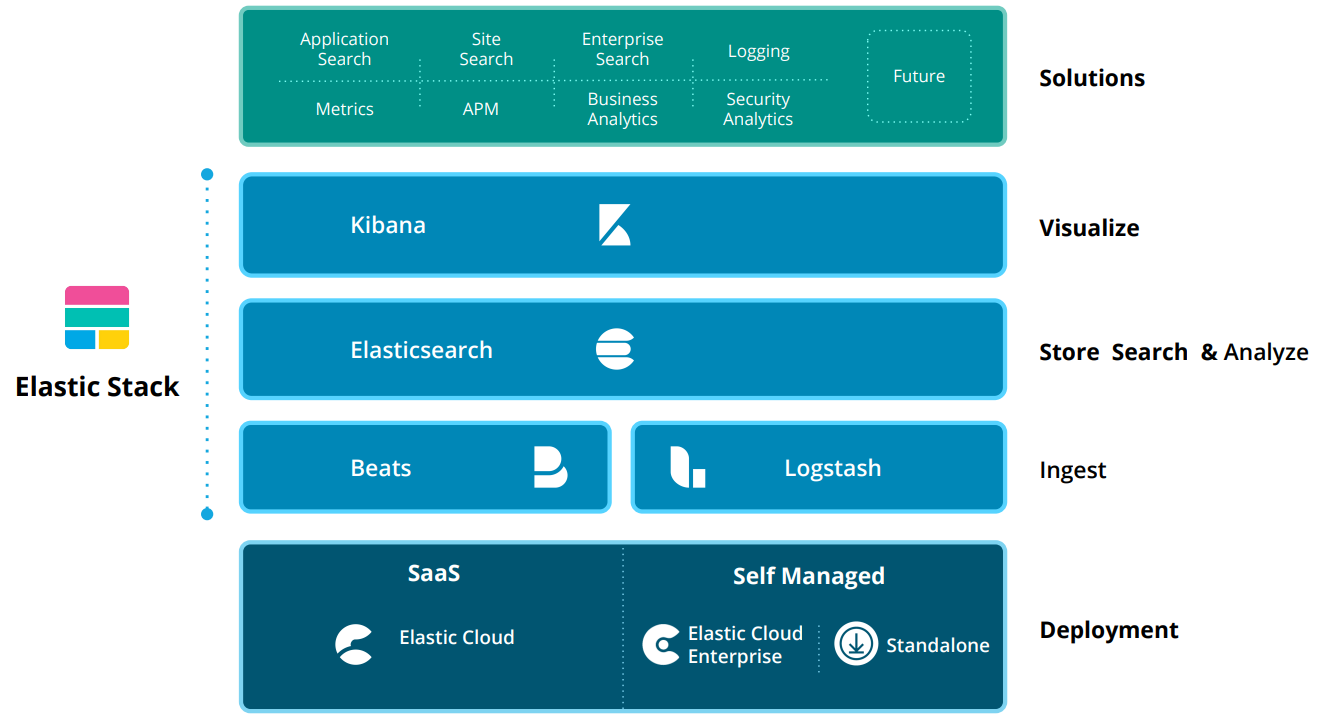 Application
Search
Site
Search
Enterprise
Search
Logging
Future
Metrics
APM
Business
Analytics
Security
Analytics
Solutions
Kibana
Visualize
Elastic Stack
Elasticsearch
Store Search & Analyze
Beats
Logstash
Ingest
SaaS
Elastic Cloud
Self Managed
Elastic Cloud
Enterprise
Standalone
Deployment